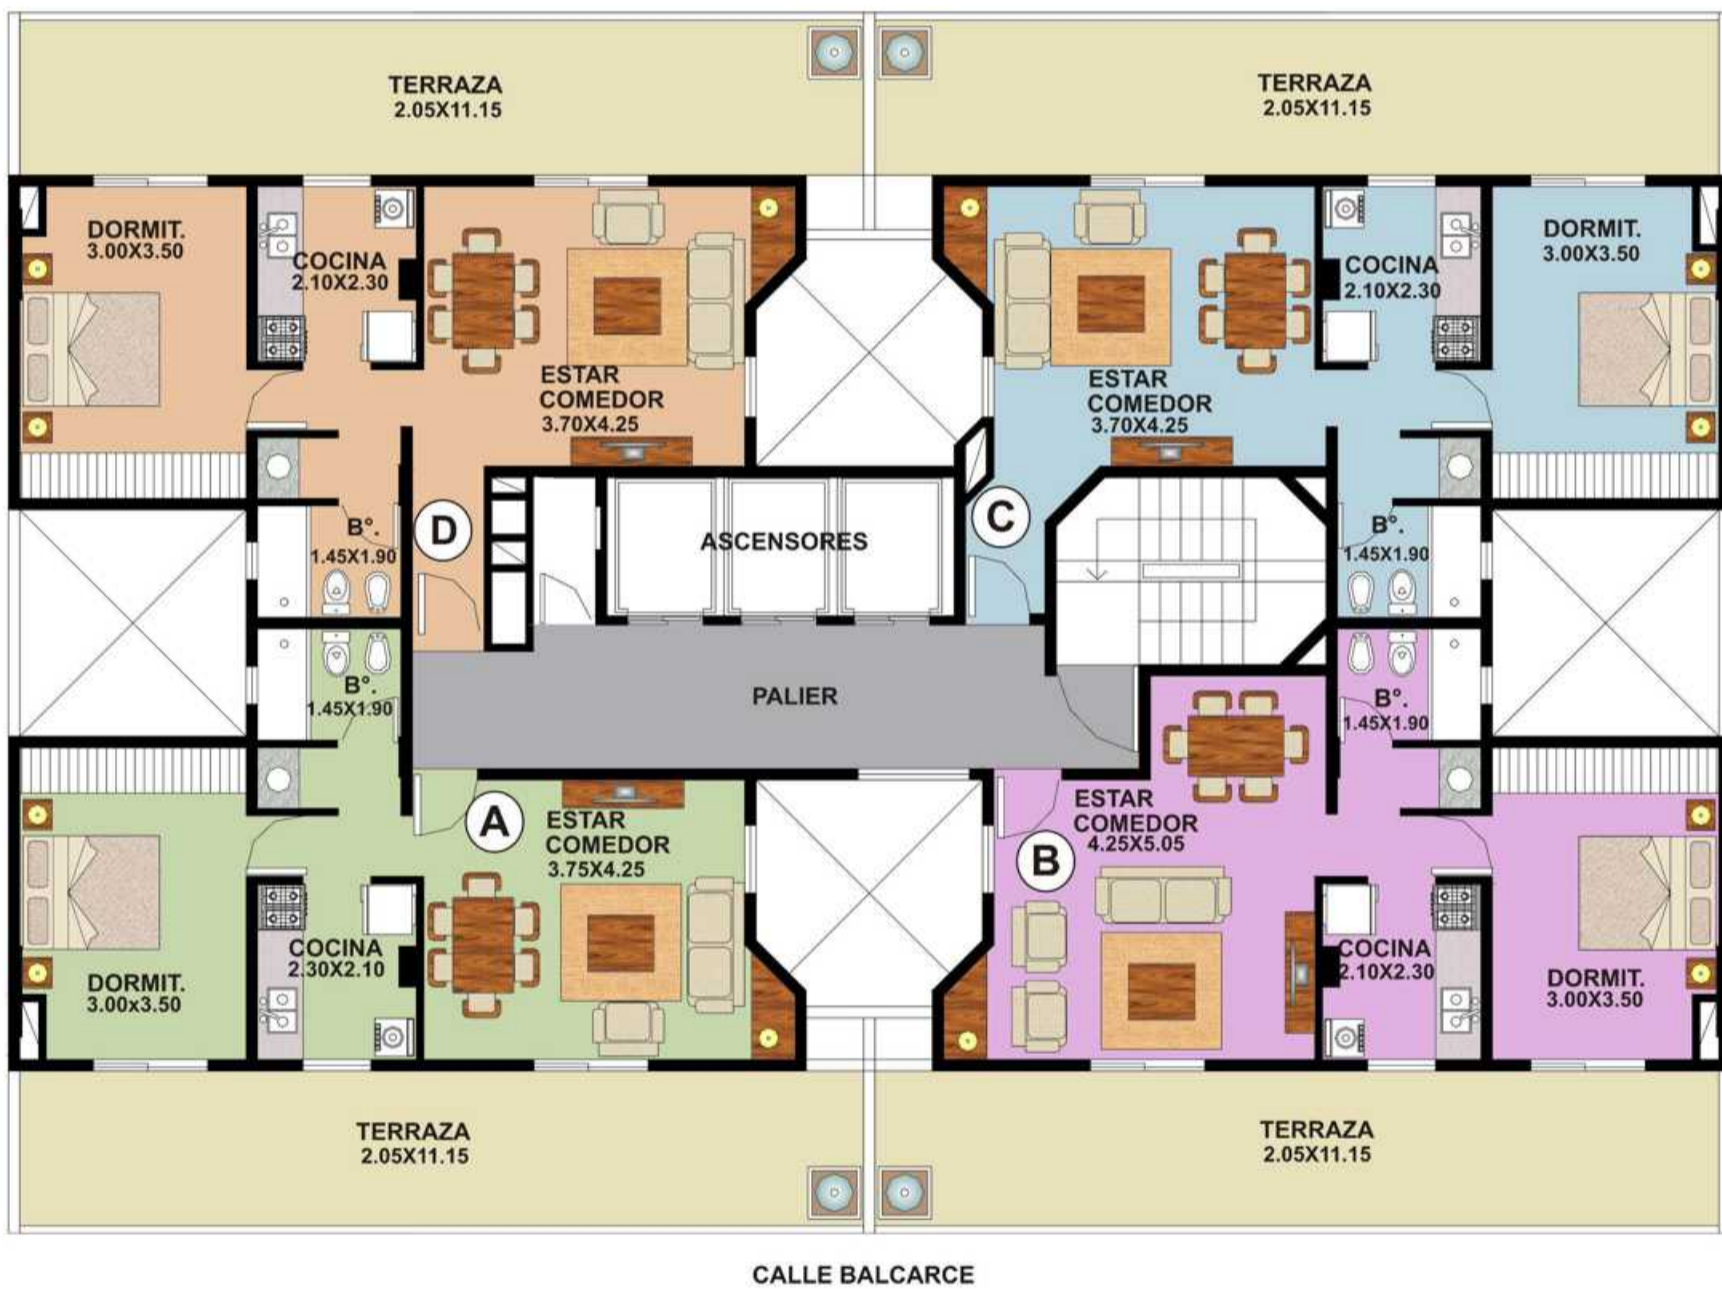 TERRAZA
2.05X11.15
TERRAZA
2.05X11.15
DORMIT.
3.00X3.50
COCINA
2.10X2.30
ESTAR
COMEDOR
3.70X4.25
B°.
1.45X1.90
D
ASCENSORES
ESTAR
COMEDOR
3.70X4.25
C
COCINA
2.10X2.30
DORMIT.
3.00X3.50
B°.
1.45X1.90
PALIER
B°.
1.45X1.90
A
ESTAR
COMEDOR
3.75X4.25
COCINA
2.30X2.10
DORMIT.
3.00x3.50
B°.
1.45X1.90
ESTAR
COMEDOR
4.25X5.05
B
COCINA
2.10X2.30
DORMIT.
3.00X3.50
TERRAZA
2.05X11.15
TERRAZA
2.05X11.15
CALLE BALCARCE